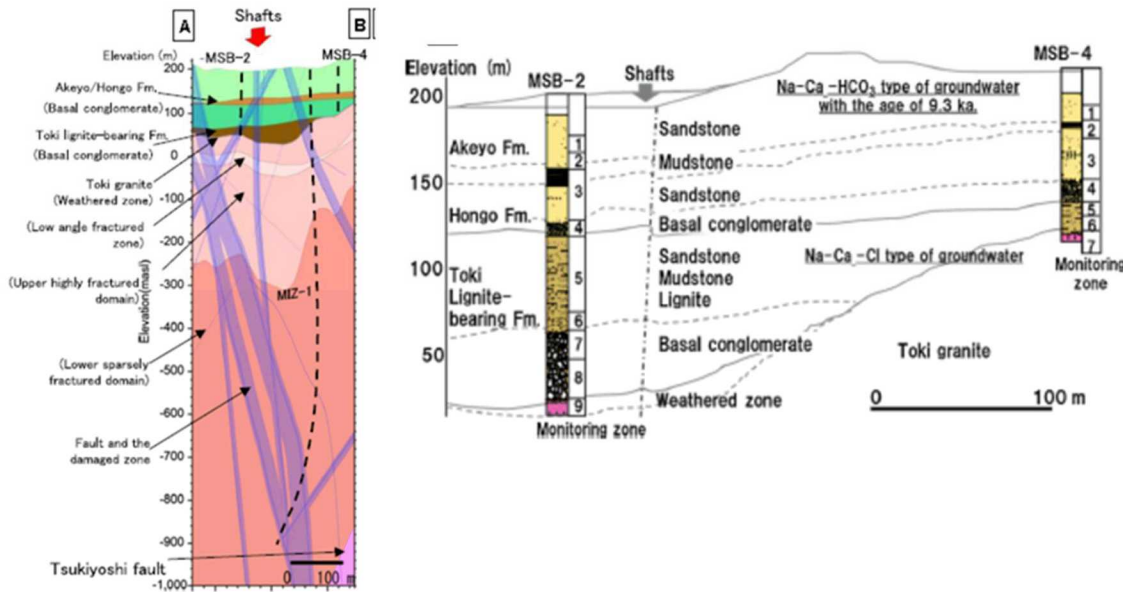 A
Shafts
B
Elevation (m)
-MSB-2
MSB-4
200
Akeyo/Hongo Fm.
100
(Basal conglomerate)
Toki lignite-bearing Fm.
(Basal conglomerate)
0
Toki granite
(Weathered zone)
-100
(Low angle fractured
zone)
-200
(Upper highly fractured
domain)
Elevation(masl)
-300
MIZ-1
-400
(Lower sparsely
fractured domain)
-500
-600
Fault and the
damaged zone
-700
-800
-900
Tsukiyoshi fault
0 100 m
-1,000
Elevation (m)
MSB-2
Shafts
Na-Ca-HCO3 type of groundwater
with the age of 9.3 ka.
MSB-4
200
Akeyo Fm.
150
Hongo Fm.
100
Toki
Lignite-
bearing Fm.
50
1
2
3
4
5
6
7
8
9
Monitoring zone
Sandstone
Mudstone
Sandstone
Basal conglomerate
Sandstone
Mudstone
Lignite
Na-Ca-Cl type of groundwater
Basal conglomerate
Weathered zone
Toki granite
0 100 m
1
2
3
4
5
6
7
Monitoring
zone